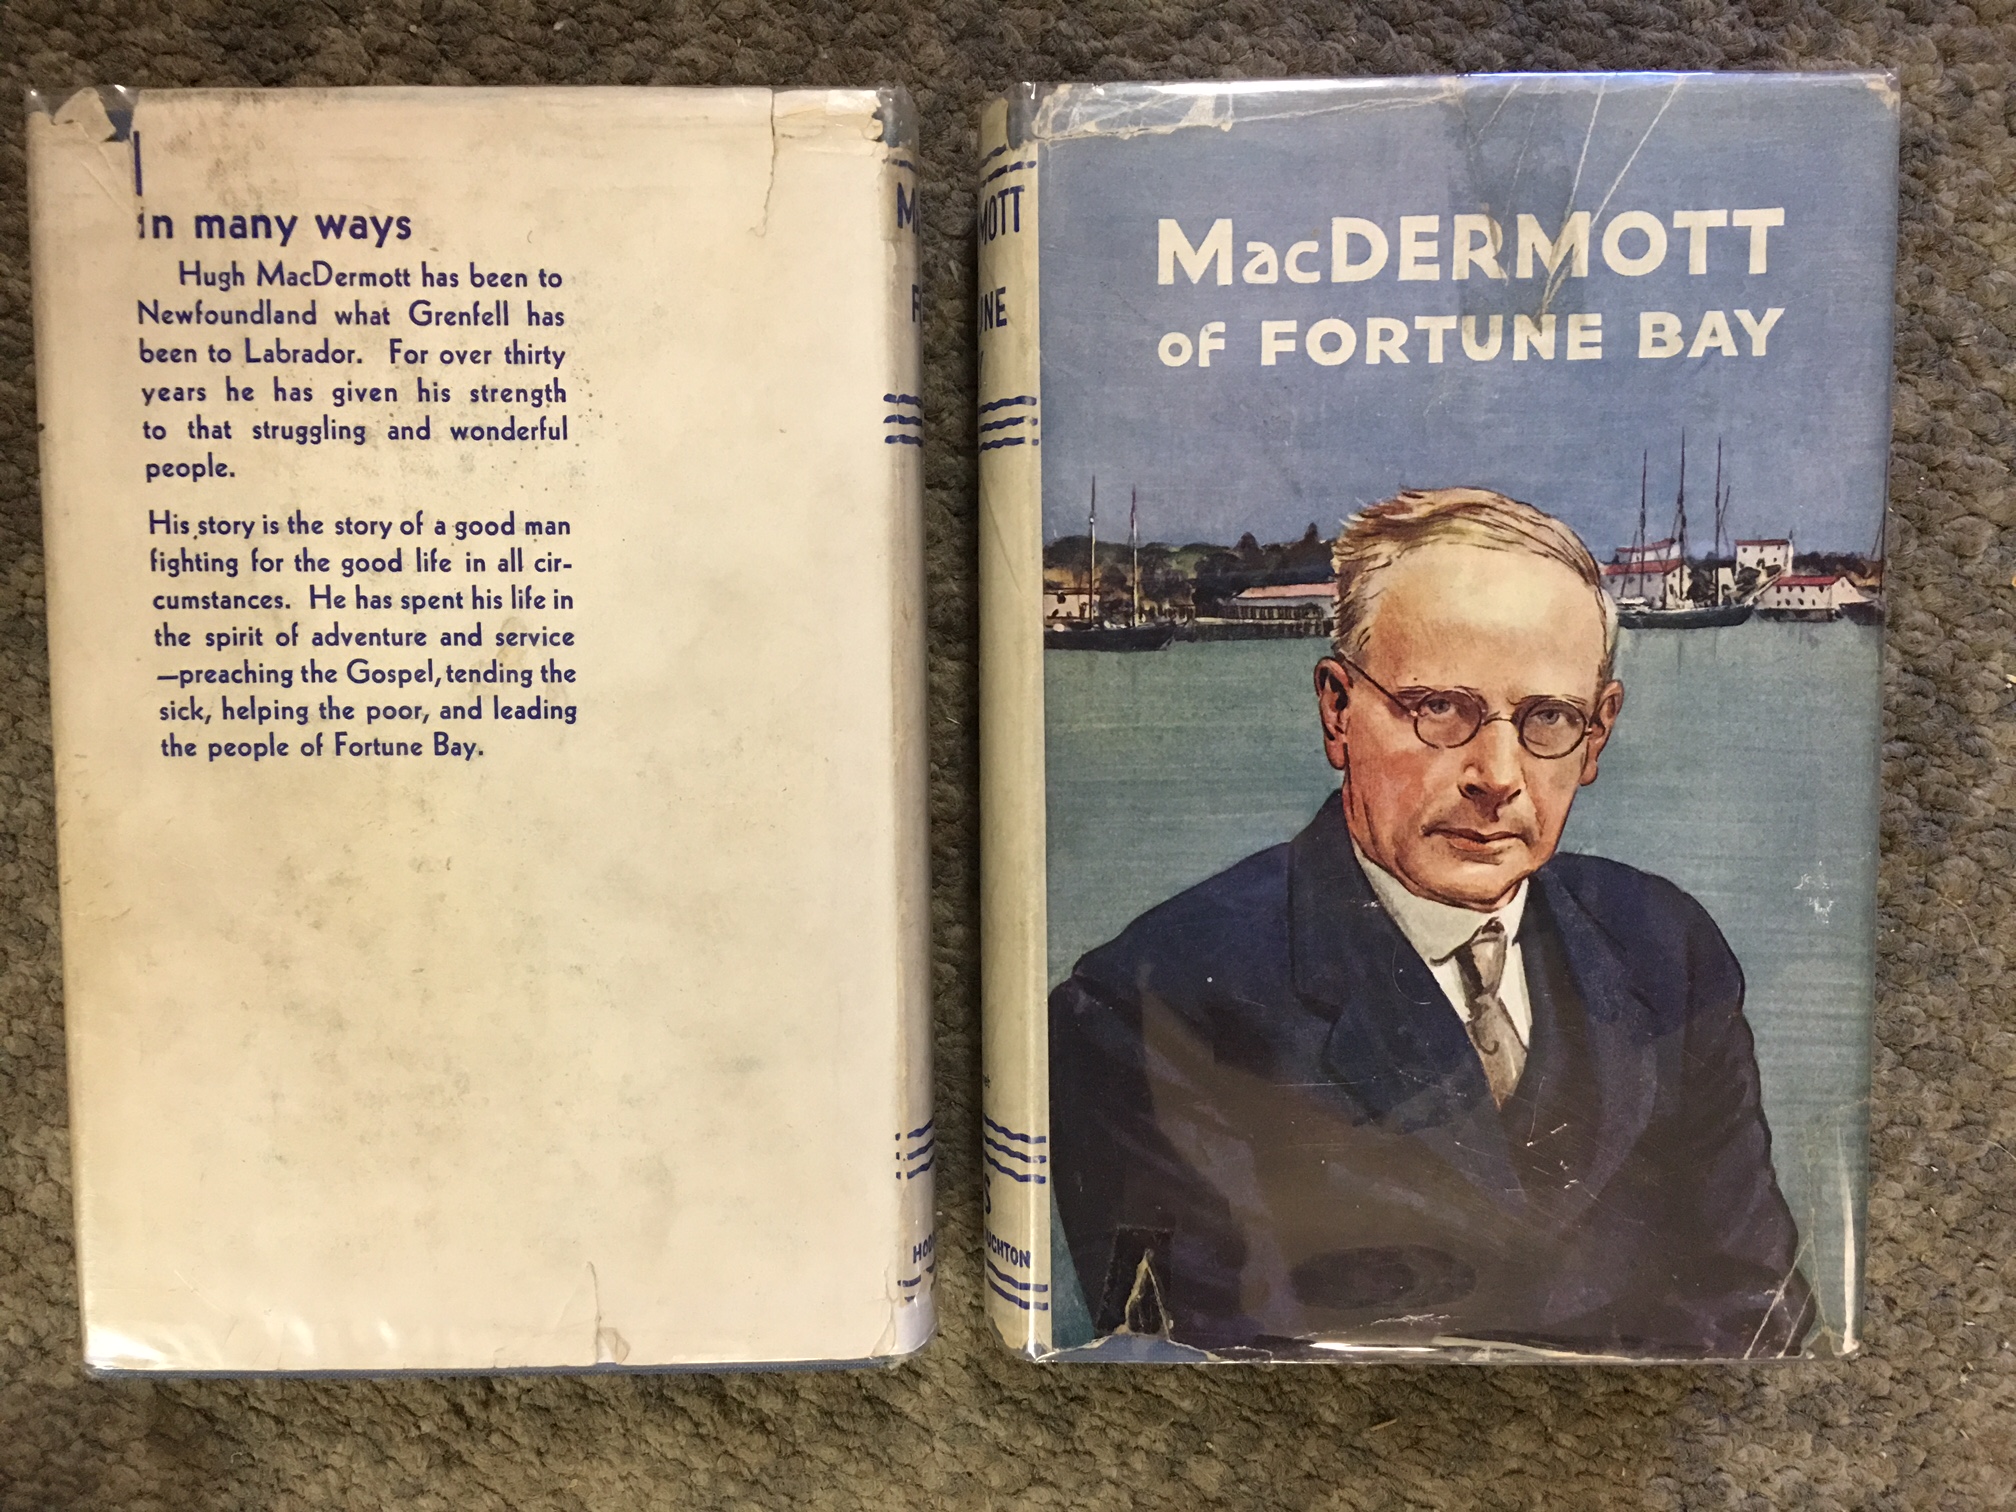 In many ways
Hugh MacDermott has been to
Newfoundland what Grenfell has
been to Labrador. For over thirty
years he has given his strength
to that struggling and wonderful
people.
His story is the story of a good man
fighting for the good life in all cir-
cumstances. He has spent his life in
the spirit of adventure and service
—preaching the Gospel, tending the
sick, helping the poor, and leading
the people of Fortune Bay.
MOTT
UNE
S
UGHTON
MacDERMOTT
of FORTUNE BAY